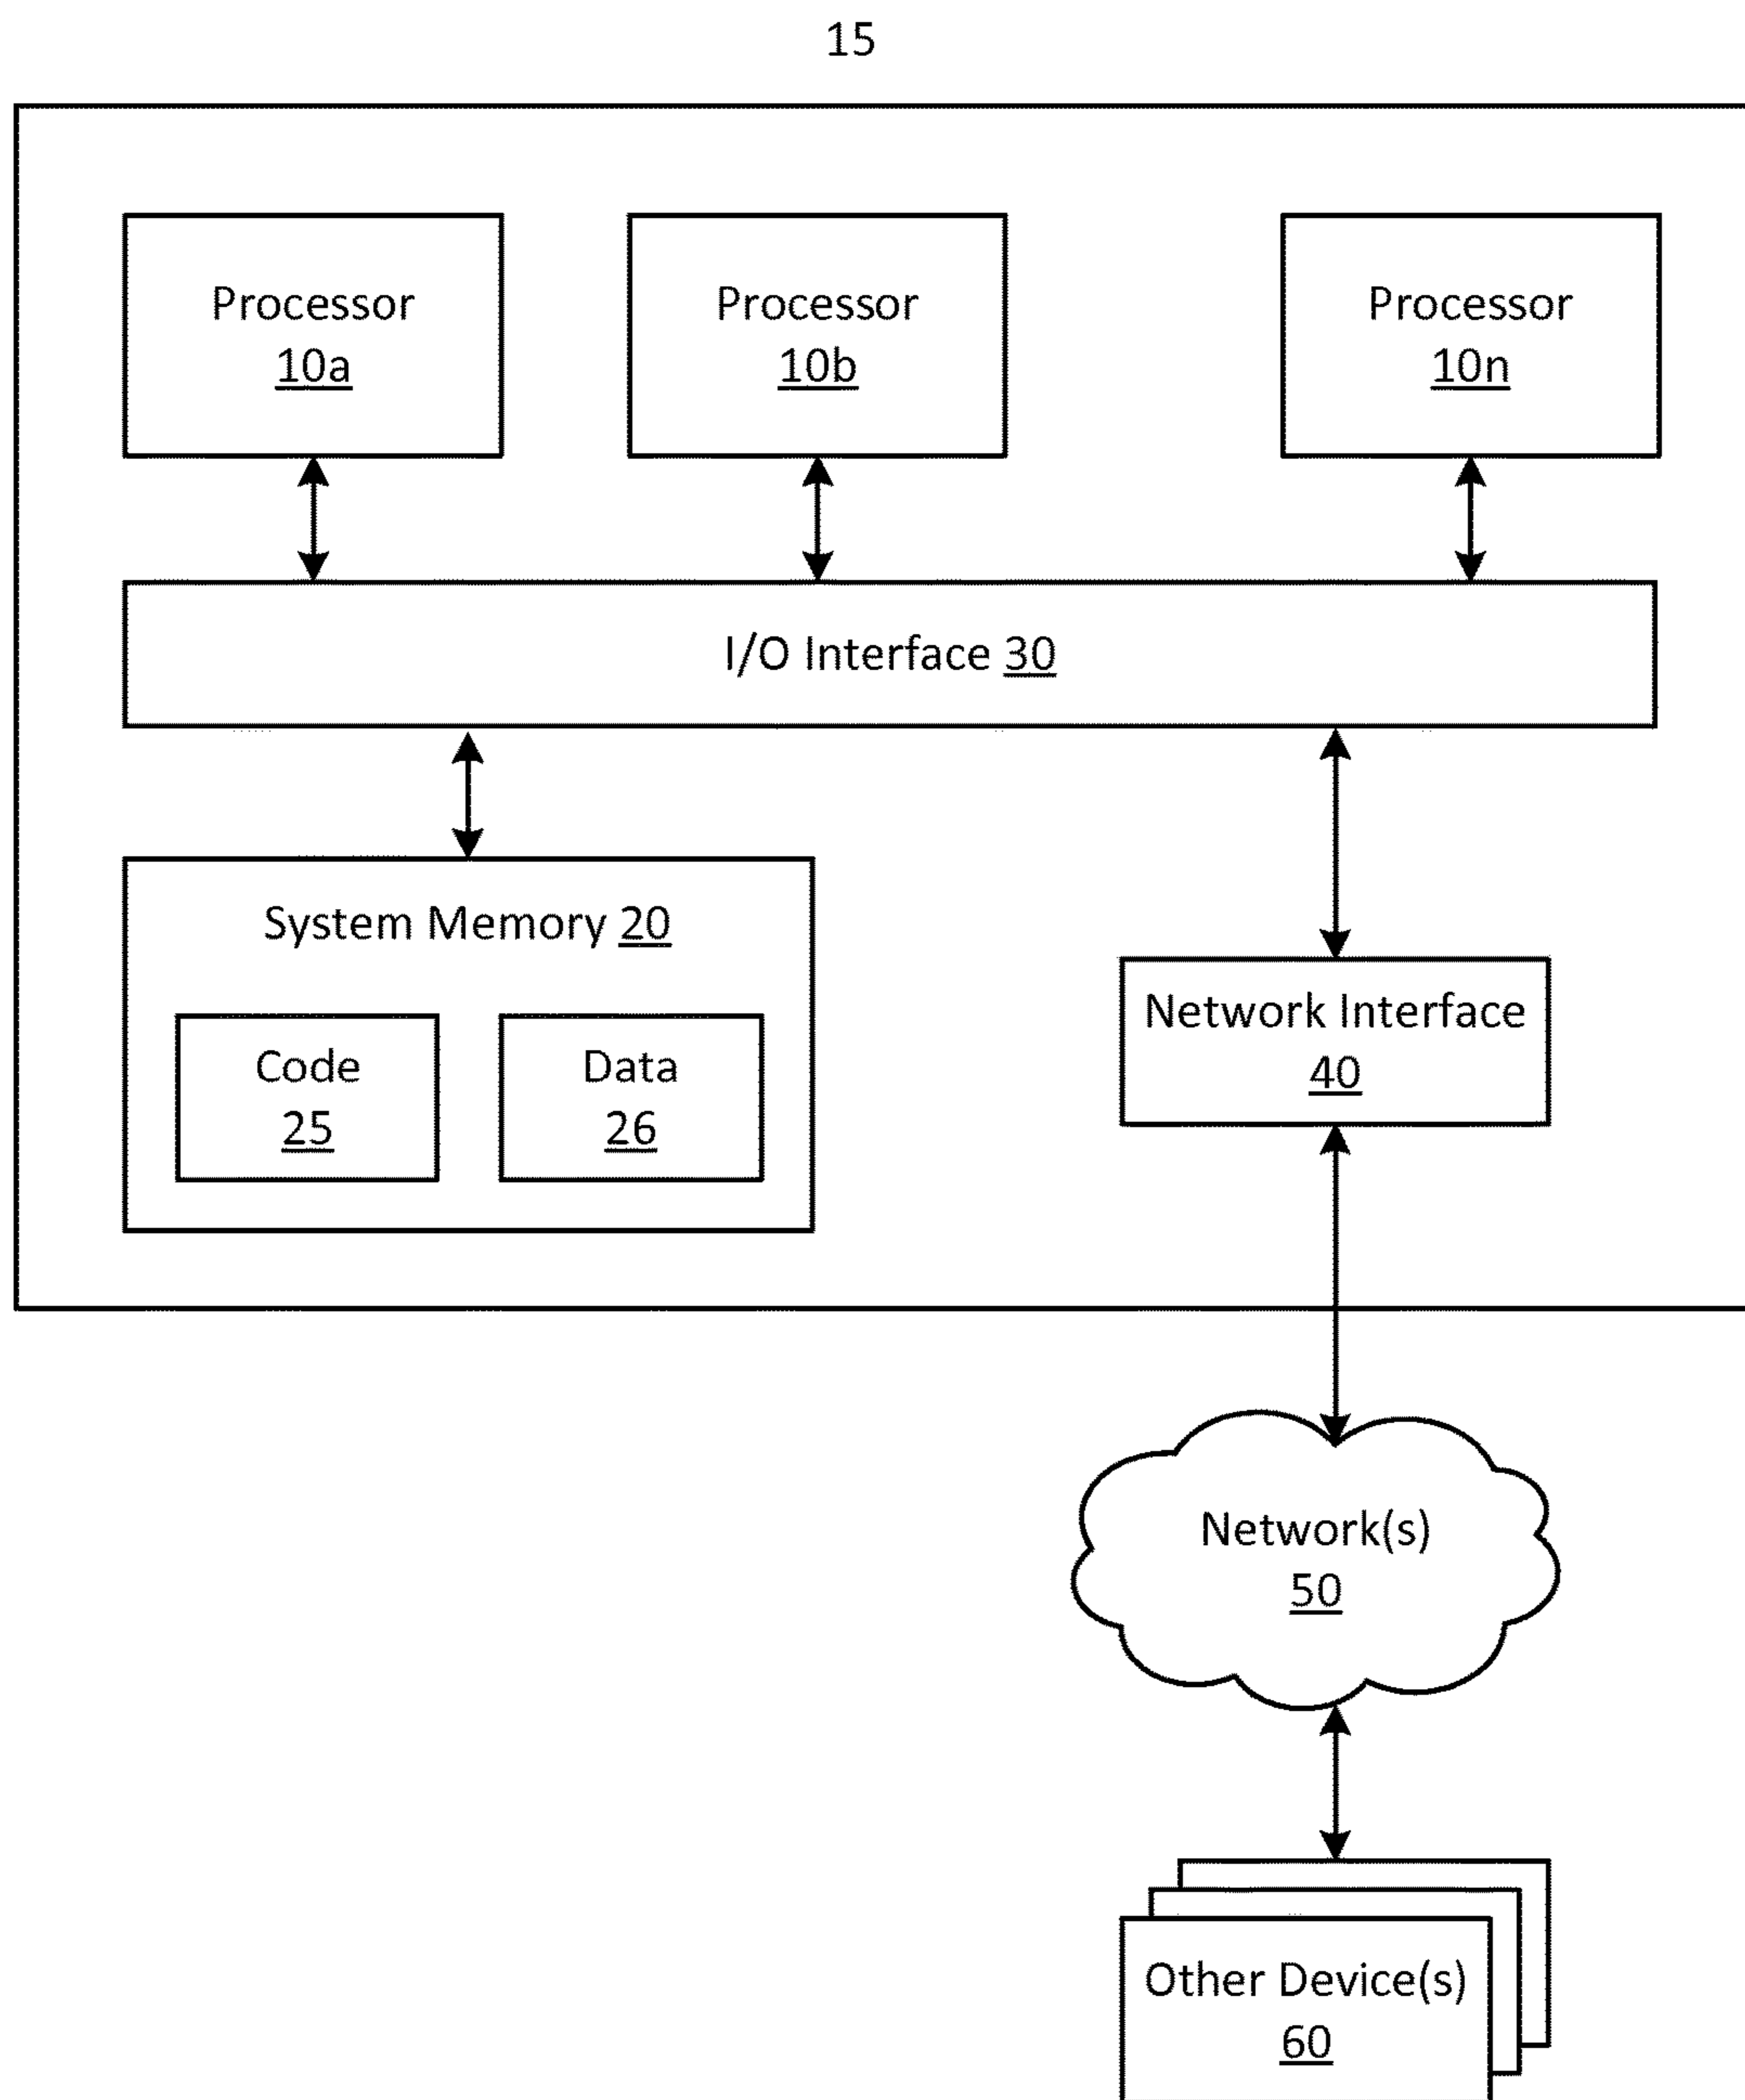 15
Processor
10a
Processor
10b
Processor
10n
I/O Interface 30
System Memory 20
Code
25
Data
26
Network Interface
40
Network(s)
50
Other Device(s)
60